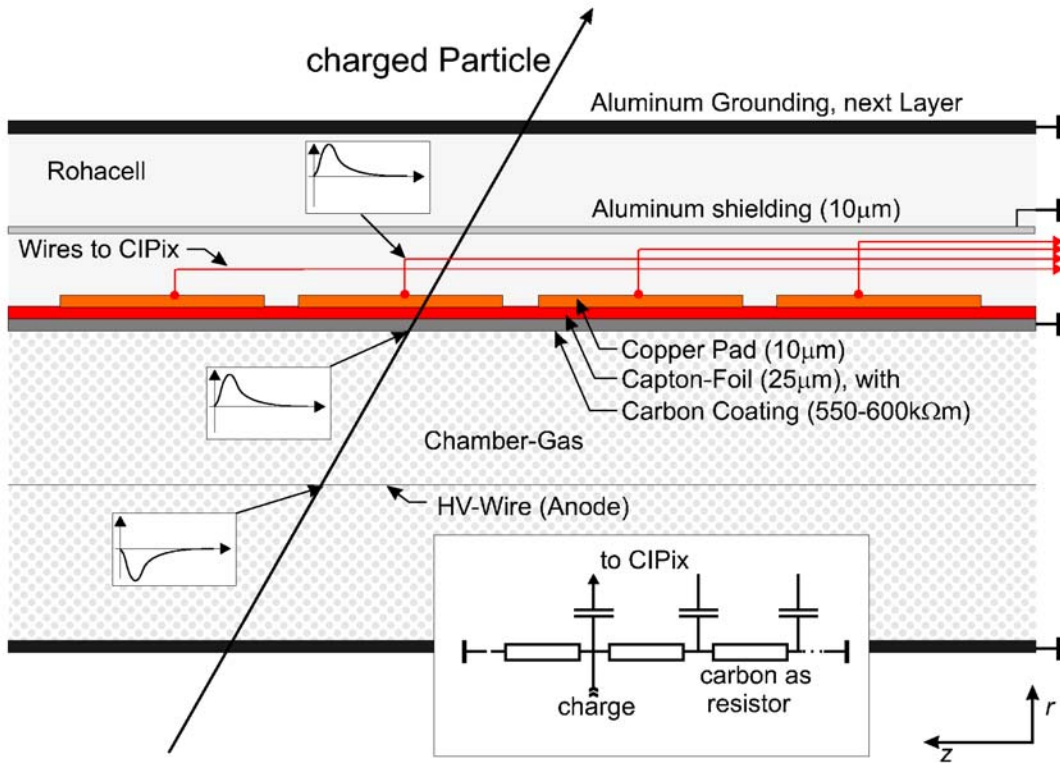 charged Particle
Aluminum Grounding, next Layer
Rohacell
Aluminum shielding (10μm)
Wires to CIPix
Copper Pad (10μm)
Capton-Foil (25μm), with
Carbon Coating (550-600kΩm)
Chamber-Gas
HV-Wire (Anode)
to CIPix
carbon as
resistor
charge
r
z